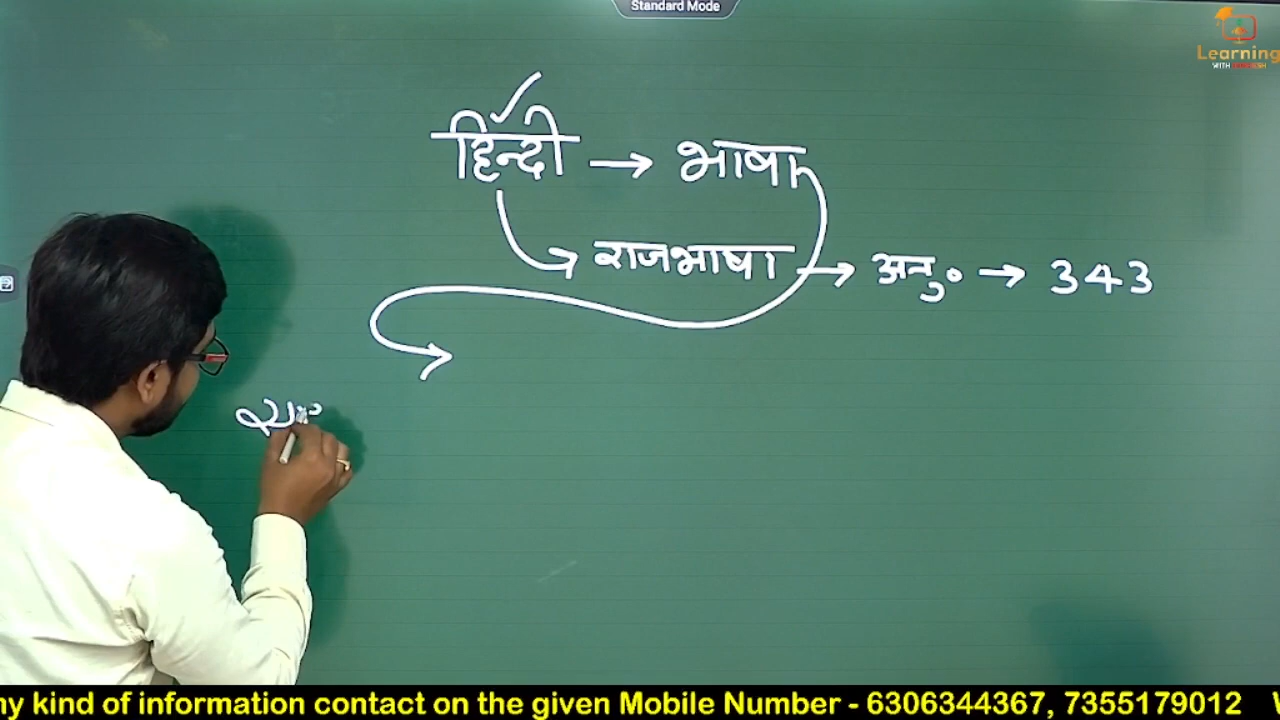 Standard Mode
Learning
हिन्दी → भाषा
राजभाषा → अनु० → 343
ny kind of information contact on the given Mobile Number - 6306344367, 7355179012